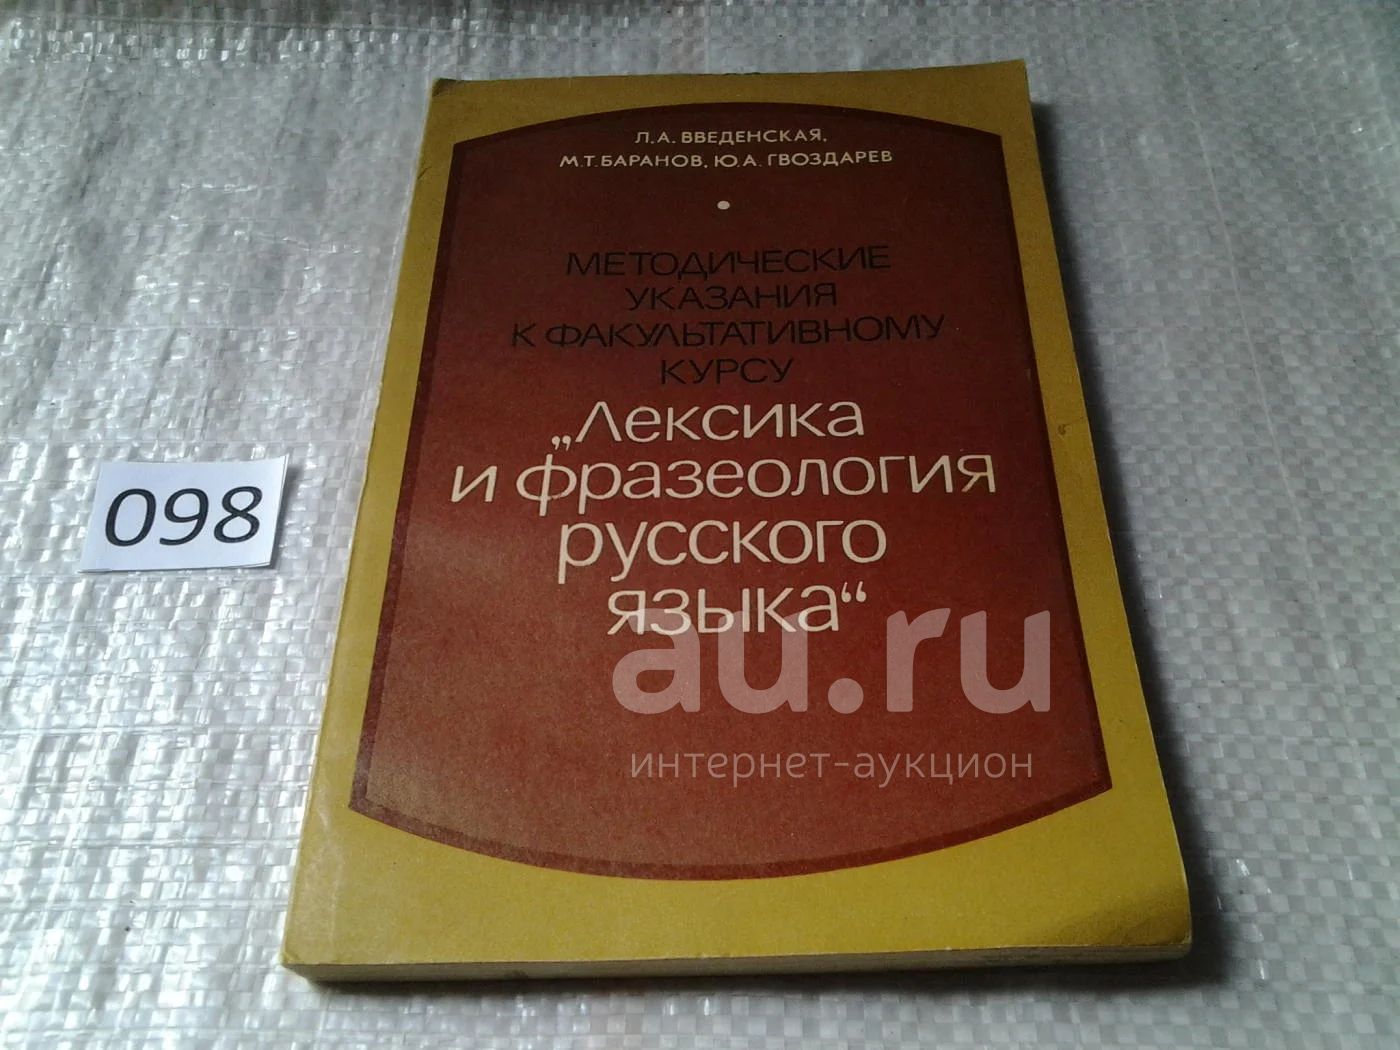 Л.А. ВВЕДЕНСКАЯ,
М.Т. БАРАНОВ, Ю.А. ГВОЗДАРЕВ
МЕТОДИЧЕСКИЕ
УКАЗАНИЯ
К ФАКУЛЬТАТИВНОМУ
КУРСУ
„Лексика
и фразеология
русского
языка“
098
au.ru
интернет-аукцион